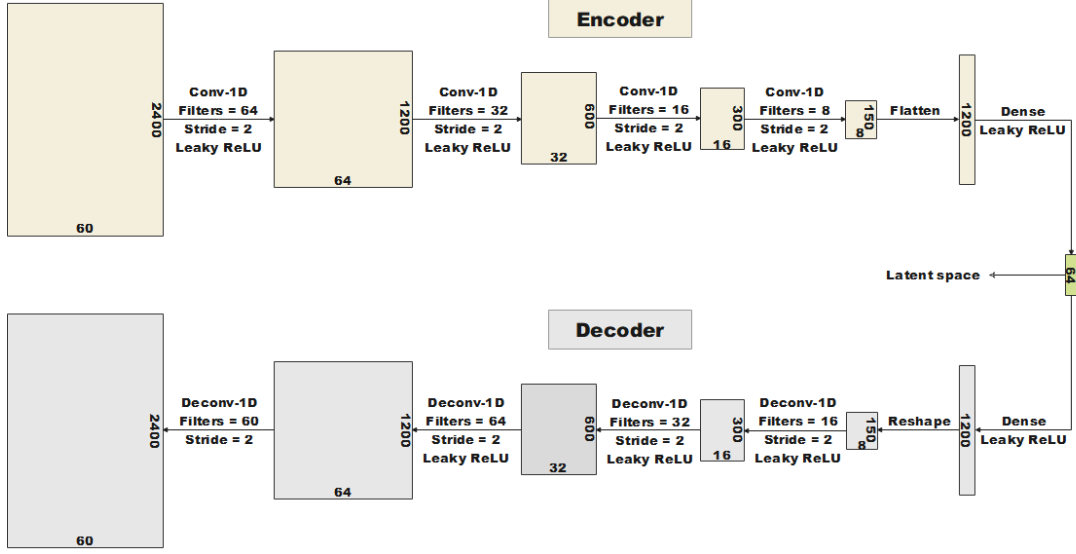 Encoder
2400
60
Conv-1D
Filters = 64
Stride = 2
Leaky ReLU
1200
64
Conv-1D
Filters = 32
Stride = 2
Leaky ReLU
600
32
Conv-1D
Filters = 16
Stride = 2
Leaky ReLU
300
16
Conv-1D
Filters = 8
Stride = 2
Leaky ReLU
150
8
Flatten
1200
Dense
Leaky ReLU
64
Latent space
Decoder
2400
60
Deconv-1D
Filters = 60
Stride = 2
1200
64
Deconv-1D
Filters = 64
Stride = 2
Leaky ReLU
600
32
Deconv-1D
Filters = 32
Stride = 2
Leaky ReLU
300
16
Deconv-1D
Filters = 16
Stride = 2
Leaky ReLU
150
8
Reshape
1200
Dense
Leaky ReLU